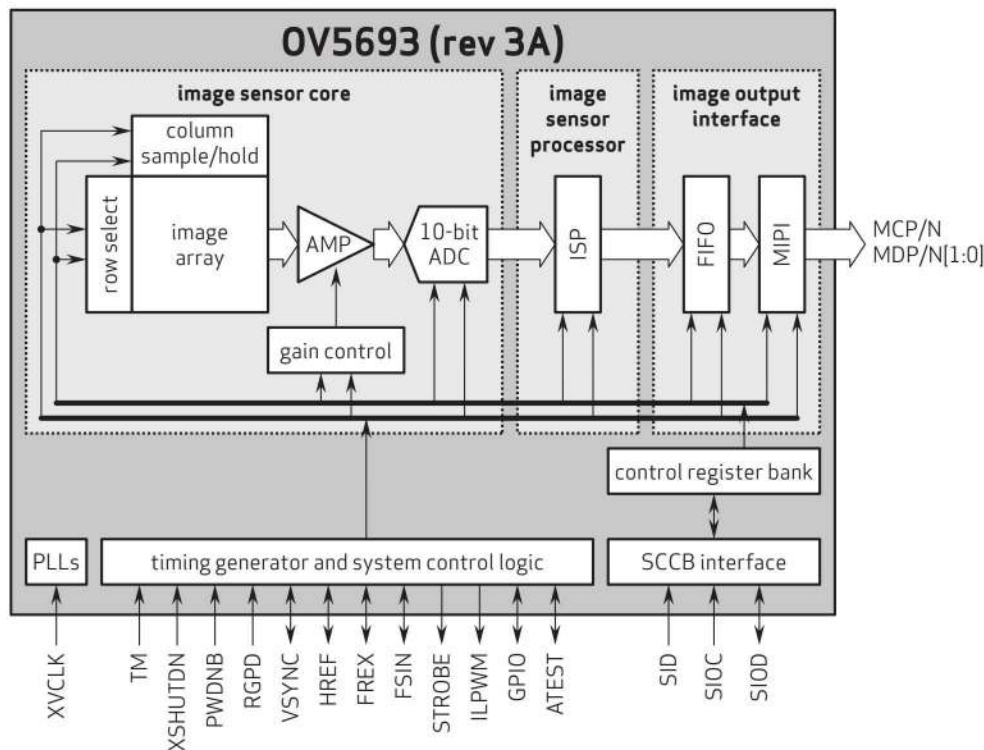 OV5693 (rev 3A)
image sensor core
image
sensor
processor
image output
interface
column
sample/hold
row select
image
array
AMP
10-bit
ADC
ISP
FIFO
MIPI
MCP/N
MDP/N[1:0]
gain control
control register bank
PLLs
timing generator and system control logic
SCCB interface
XVCLK
TM
XSHUTDN
PWDNB
RGPD
VSYNC
HREF
FREX
FSIN
STROBE
ILPWM
GPIO
ATEST
SID
SIOC
SIOD